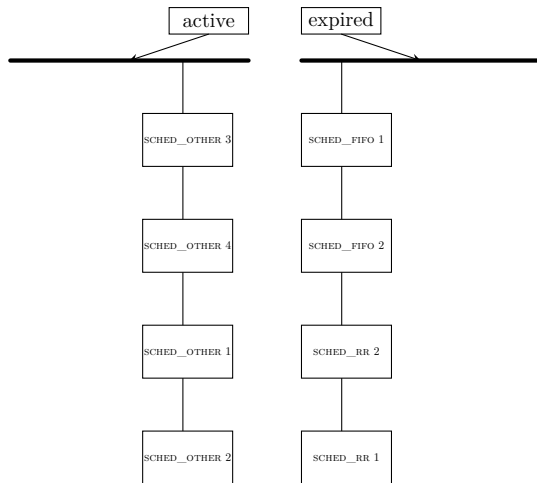 active
expired
SCHED_OTHER 3
SCHED_FIFO 1
SCHED_OTHER 4
SCHED_FIFO 2
SCHED_OTHER 1
SCHED_RR 2
SCHED_OTHER 2
SCHED_RR 1